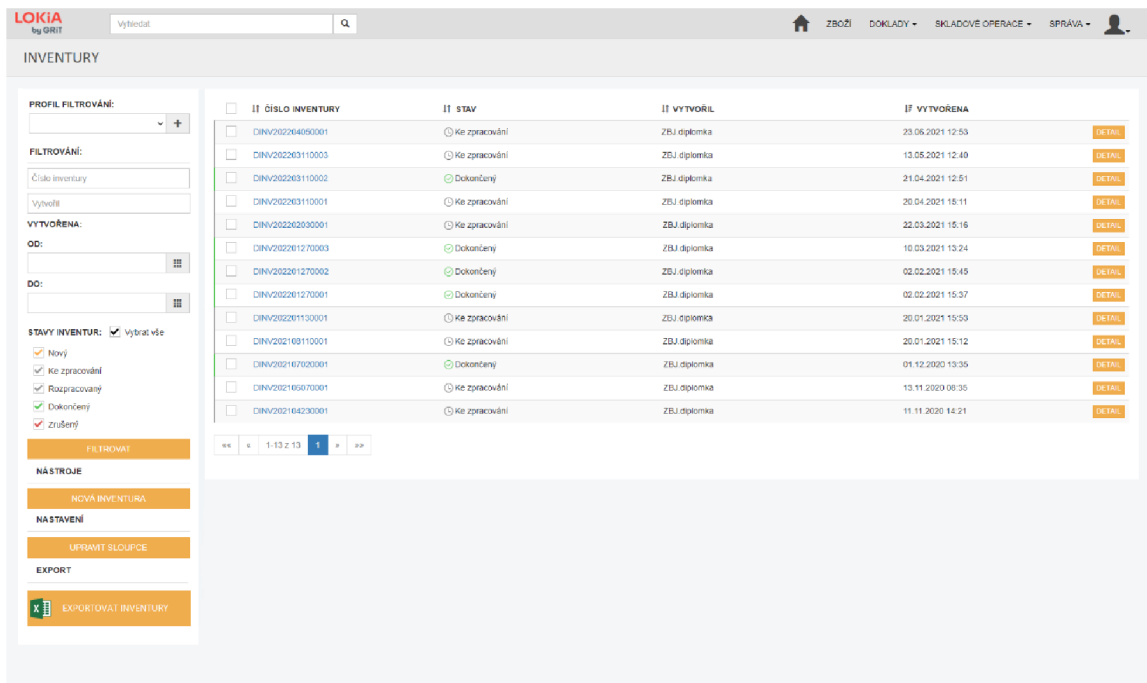 LOKiA
by GRiT
Vyhledat
ZBOŽÍ DOKLADY SKLADOVÉ OPERACE SPRÁVA
INVENTURY
PROFIL FILTROVÁNÍ:
FILTROVÁNÍ:
Číslo inventury
Vytvořil
VYTVOŘENA:
OD:
DO:
STAVY INVENTUR: Vybrat vše
Nový
Ke zpracování
Rozpracovaný
Dokončený
Zrušený
FILTROVAT
NÁSTROJE
NOVÁ INVENTURA
NASTAVENÍ
UPRAVIT SLOUPCE
EXPORT
EXPORTOVAT INVENTURY
ČÍSLO INVENTURY STAV VYTVOŘIL VYTVOŘENA
DINV202204050001 Ke zpracování ZBJ.diplomka 23.05.2021 12:53 DETAIL
DINV202203110003 Ke zpracování ZBJ.diplomka 13.05.2021 12:49 DETAIL
DINV202203110002 Dokončený ZBJ.diplomka 21.04.2021 12:51 DETAIL
DINV202203110001 Ke zpracování ZBJ.diplomka 20.04.2021 15:11 DETAIL
DINV202202030001 Ke zpracování ZBJ.diplomka 22.03.2021 15:16 DETAIL
DINV202201270003 Dokončený ZBJ.diplomka 10.03.2021 13:24 DETAIL
DINV202201270002 Dokončený ZBJ.diplomka 02.02.2021 15:45 DETAIL
DINV202201270001 Dokončený ZBJ.diplomka 02.02.2021 15:37 DETAIL
DINV202201130001 Ke zpracování ZBJ.diplomka 20.01.2021 15:53 DETAIL
DINV202108110001 Ke zpracování ZBJ.diplomka 20.01.2021 15:12 DETAIL
DINV202107020001 Dokončený ZBJ.diplomka 01.12.2020 13:35 DETAIL
DINV202105070001 Ke zpracování ZBJ.diplomka 13.11.2020 08:35 DETAIL
DINV202104230001 Ke zpracování ZBJ.diplomka 11.11.2020 14:21 DETAIL
«« « 1-13 z 13 1 » »»